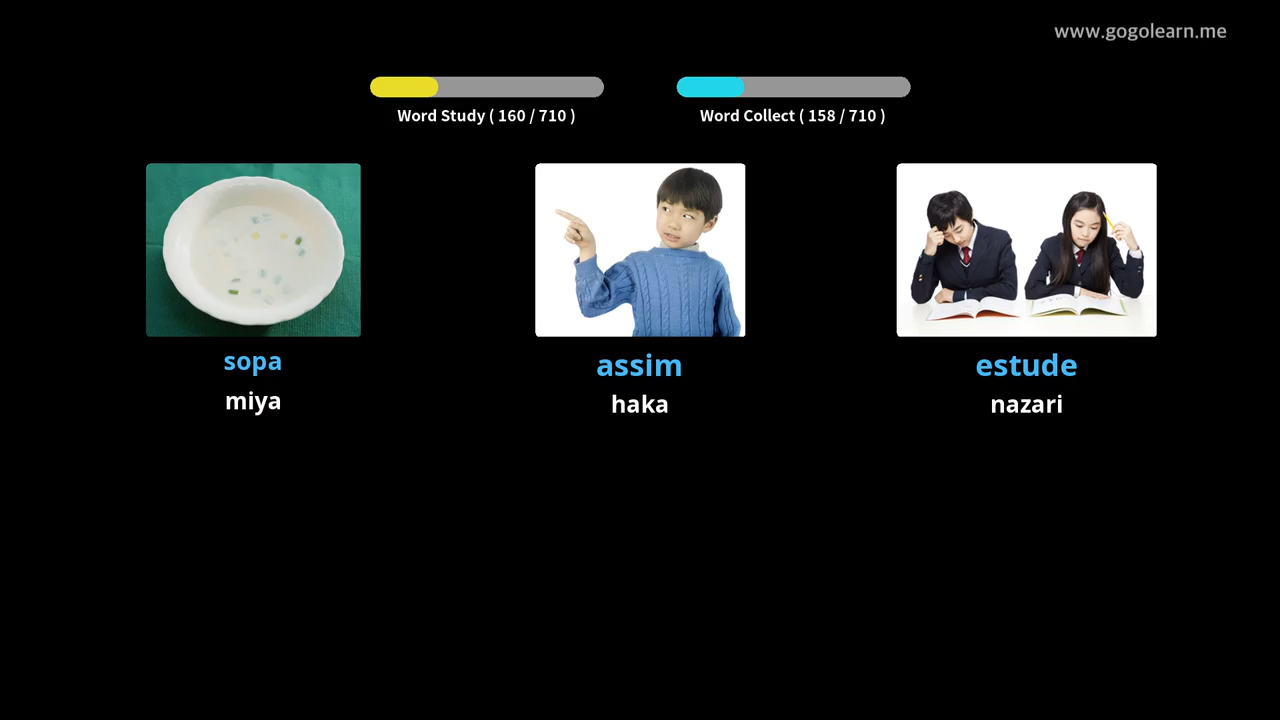 www.gogolearn.me
Word Study ( 160 / 710 )
Word Collect ( 158 / 710 )
sopa
miya
assim
haka
estude
nazari